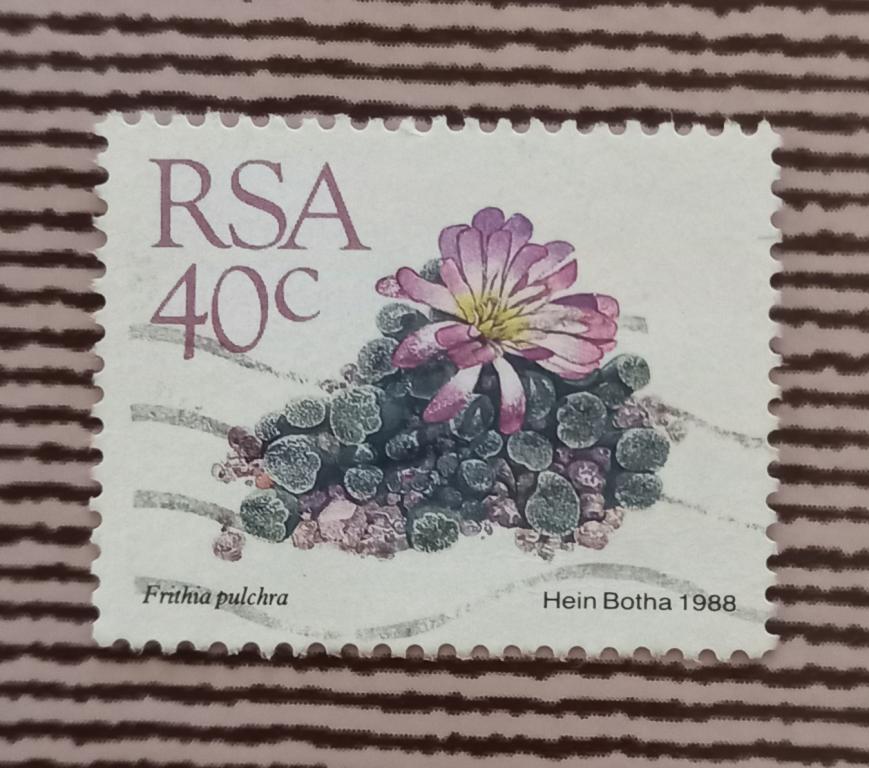 RSA
40c
Frithia pulchra
Hein Botha 1988